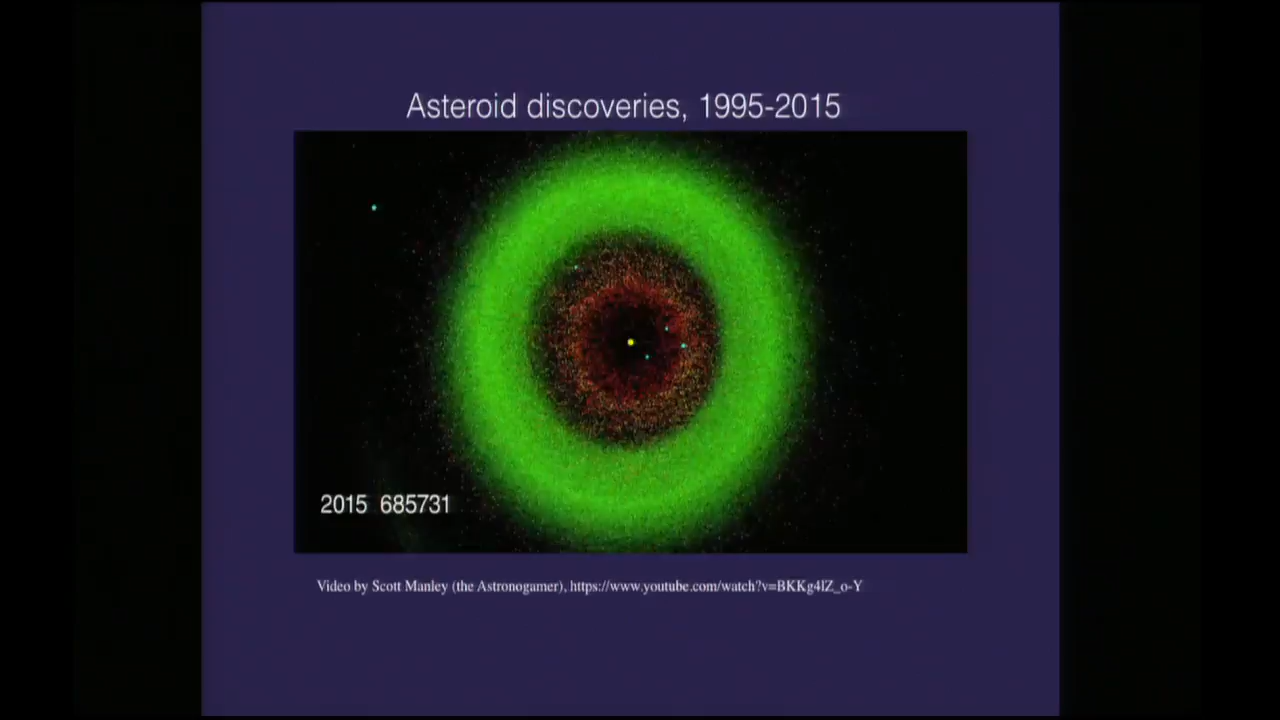 Asteroid discoveries, 1995-2015
2015 685731
Video by Scott Manley (the Astronogamer), https://www.youtube.com/watch?v=BKKg4lZ_o-Y